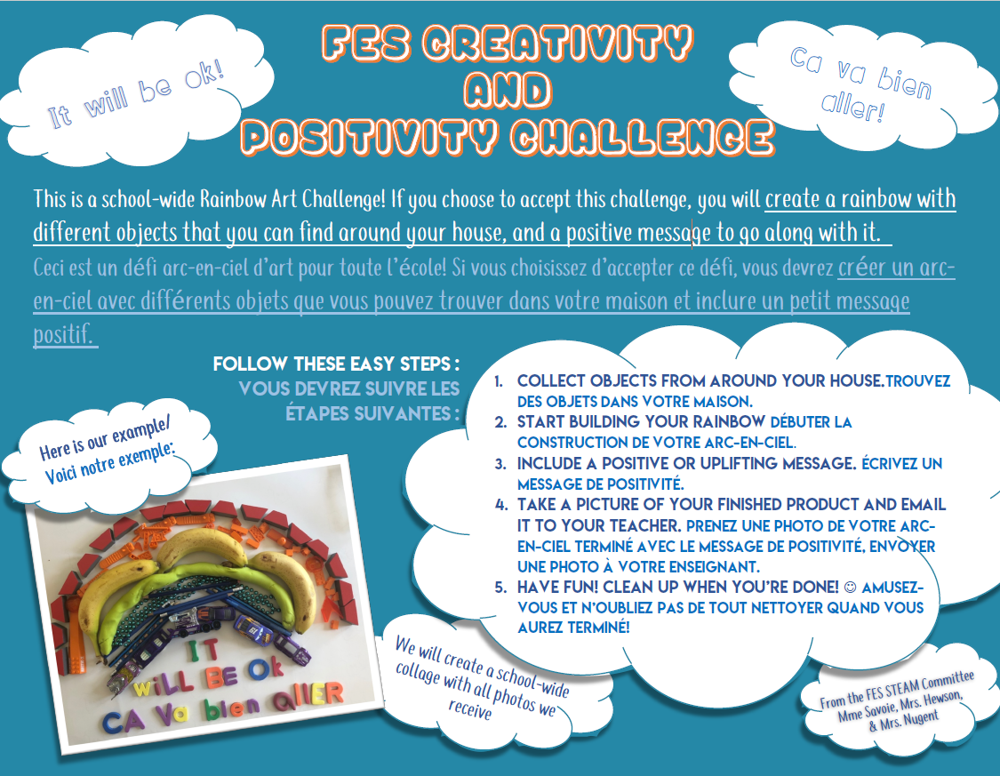 It will be ok!
FES CREATIVITY
AND
POSITIVITY CHALLENGE
Ca va bien
aller!
This is a school-wide Rainbow Art Challenge! If you choose to accept this challenge, you will create a rainbow with
different objects that you can find around your house, and a positive message to go along with it.
Ceci est un défi arc-en-ciel d'art pour toute l'école! Si vous choisissez d'accepter ce défi, vous devrez créer un arc-
en-ciel avec différents objets que vous pouvez trouver dans votre maison et inclure un petit message
positif.
FOLLOW THESE EASY STEPS :
VOUS DEVREZ SUIVRE LES
ÉTAPES SUIVANTES :
1. COLLECT OBJECTS FROM AROUND YOUR HOUSE.TROUVEZ
DES OBJETS DANS VOTRE MAISON.
2. START BUILDING YOUR RAINBOW DÉBUTER LA
CONSTRUCTION DE VOTRE ARC-EN-CIEL.
3. INCLUDE A POSITIVE OR UPLIFTING MESSAGE. ÉCRIVEZ UN
MESSAGE DE POSITIVITÉ.
4. TAKE A PICTURE OF YOUR FINISHED PRODUCT AND EMAIL
IT TO YOUR TEACHER. PRENEZ UNE PHOTO DE VOTRE ARC-
EN-CIEL TERMINÉ AVEC LE MESSAGE DE POSITIVITÉ, ENVOYER
UNE PHOTO À VOTRE ENSEIGNANT.
5. HAVE FUN! CLEAN UP WHEN YOU'RE DONE! ☺ AMUSEZ-
VOUS ET N'OUBLIEZ PAS DE TOUT NETTOYER QUAND VOUS
AUREZ TERMINÉ!
Here is our example/
Voici notre exemple:
IT
WiLL BE Ok
CA Va bien allER
We will create a school-wide
collage with all photos we
receive
From the FES STEAM Committee
Mme Savoie, Mrs. Hewson,
& Mrs. Nugent